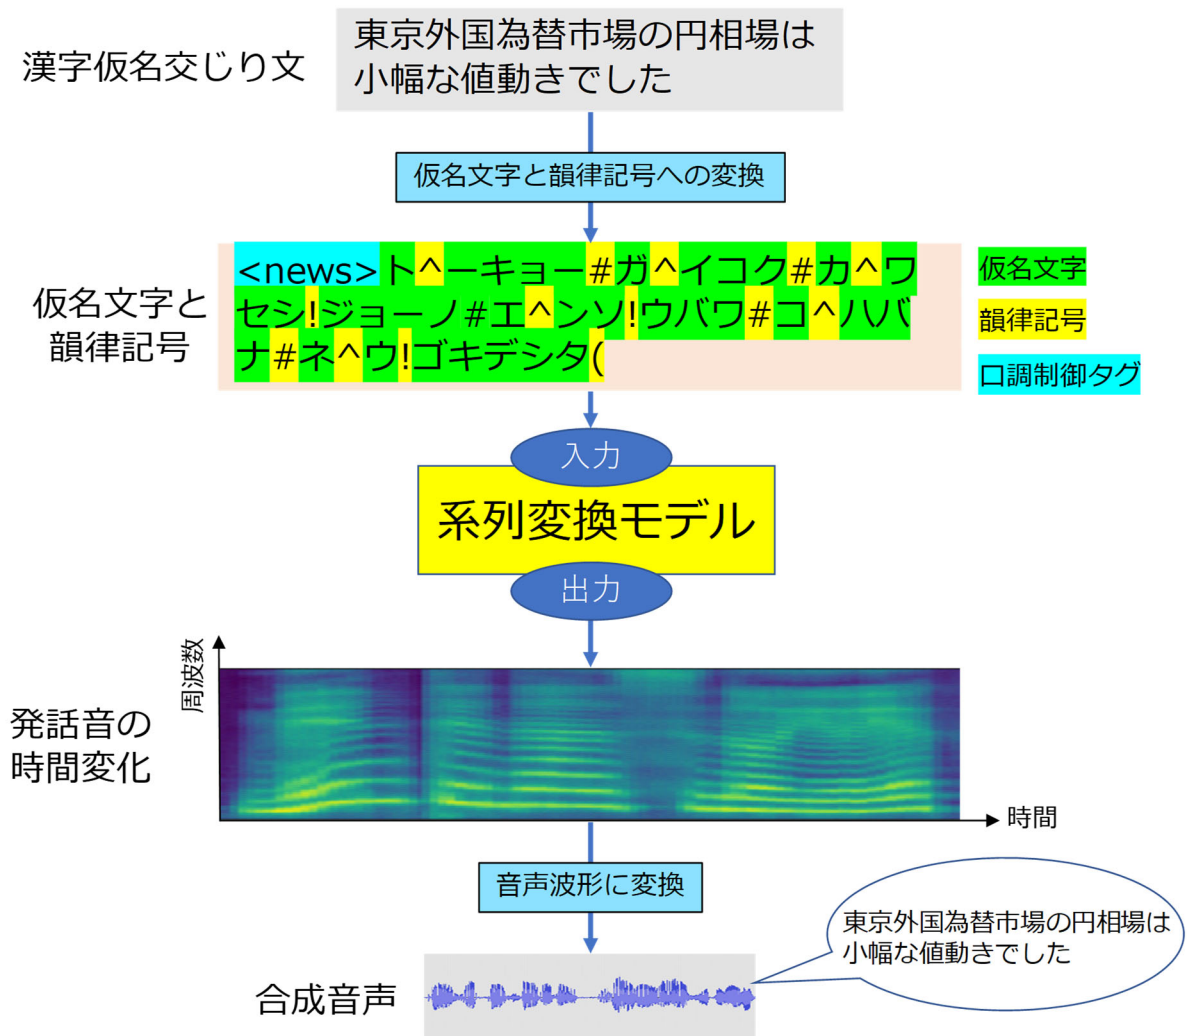 漢字仮名交じり文
東京外国為替市場の円相場は
小幅な値動きでした
仮名文字と韻律記号への変換
仮名文字と
韻律記号
<news>ト^ーキョー#ガ^イコク#カ^ワ
セシ!ジョーノ#エ^ンソ!ウバワ#コ^ハバ
ナ#ネ^ウ!ゴキデシタ(
仮名文字
韻律記号
口調制御タグ
入力
系列変換モデル
出力
発話音の
時間変化
周波数
時間
音声波形に変換
合成音声
東京外国為替市場の円相場は
小幅な値動きでした